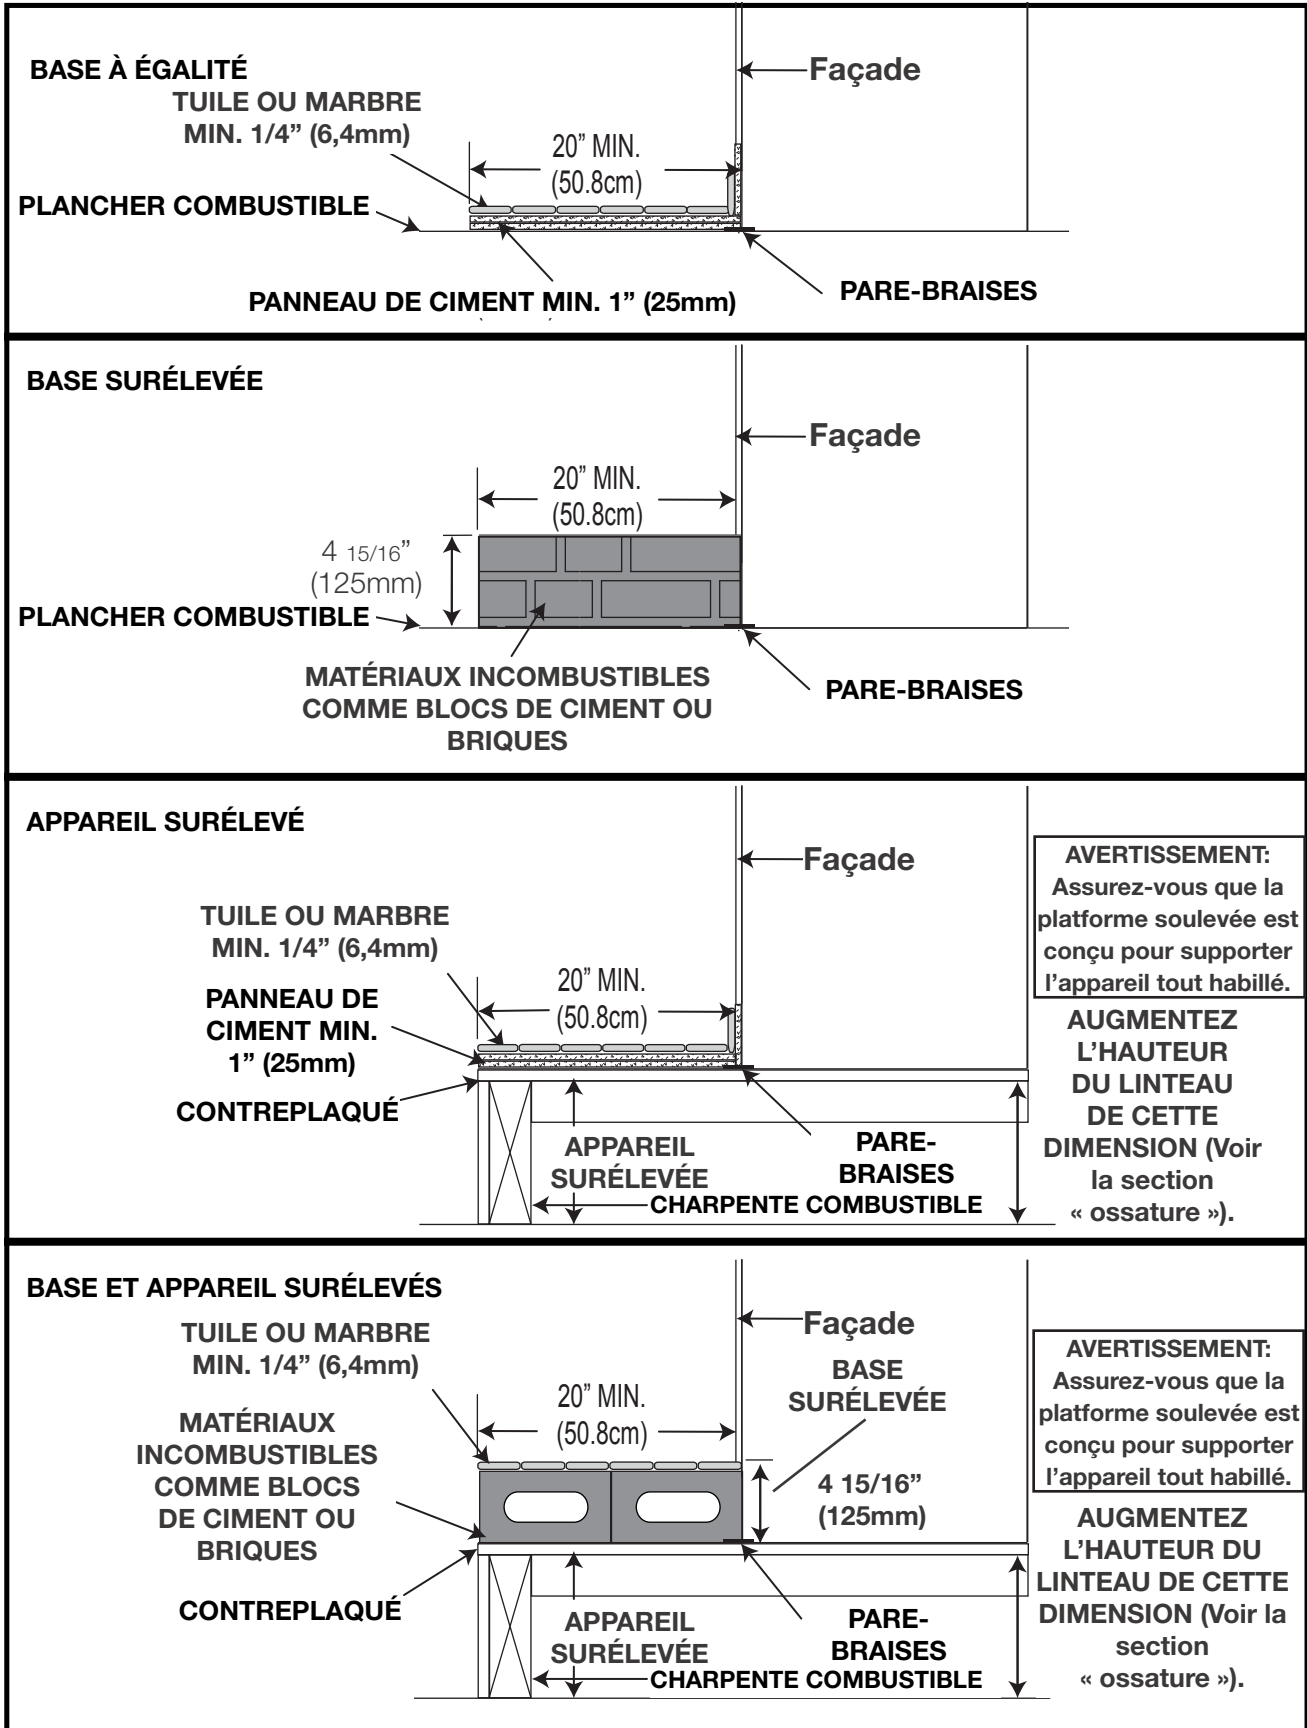 BASE À ÉGALITÉ
TUILE OU MARBRE
MIN. 1/4” (6,4mm)
Façade
20” MIN.
(50.8cm)
PLANCHER COMBUSTIBLE
PANNEAU DE CIMENT MIN. 1” (25mm)
PARE-BRAISES
BASE SURÉLEVÉE
Façade
20” MIN.
(50.8cm)
4 15/16”
(125mm)
PLANCHER COMBUSTIBLE
MATÉRIAUX INCOMBUSTIBLES
COMME BLOCS DE CIMENT OU
BRIQUES
PARE-BRAISES
APPAREIL SURÉLEVÉ
Façade
TUILE OU MARBRE
MIN. 1/4” (6,4mm)
20” MIN.
(50.8cm)
PANNEAU DE
CIMENT MIN.
1” (25mm)
CONTREPLAQUÉ
APPAREIL
SURÉLEVÉE
PARE-
BRAISES
CHARPENTE COMBUSTIBLE
AVERTISSEMENT:
Assurez-vous que la
platforme soulevée est
conçu pour supporter
l’appareil tout habillé.
AUGMENTEZ
L’HAUTEUR
DU LINTEAU
DE CETTE
DIMENSION (Voir
la section
« ossature »).
BASE ET APPAREIL SURÉLEVÉS
TUILE OU MARBRE
MIN. 1/4” (6,4mm)
Façade
BASE
SURÉLEVÉE
20” MIN.
(50.8cm)
MATÉRIAUX
INCOMBUSTIBLES
COMME BLOCS
DE CIMENT OU
BRIQUES
4 15/16”
(125mm)
CONTREPLAQUÉ
APPAREIL
SURÉLEVÉE
PARE-
BRAISES
CHARPENTE COMBUSTIBLE
AVERTISSEMENT:
Assurez-vous que la
platforme soulevée est
conçu pour supporter
l’appareil tout habillé.
AUGMENTEZ
L’HAUTEUR DU
LINTEAU DE CETTE
DIMENSION (Voir la
section
« ossature »).